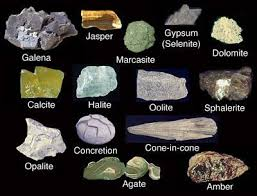 Galena
Jasper
Marcasite
Gypsum
(Selenite)
Dolomite
Calcite
Halite
Oolite
Sphalerite
Opalite
Concretion
Cone-in-cone
Agate
Amber